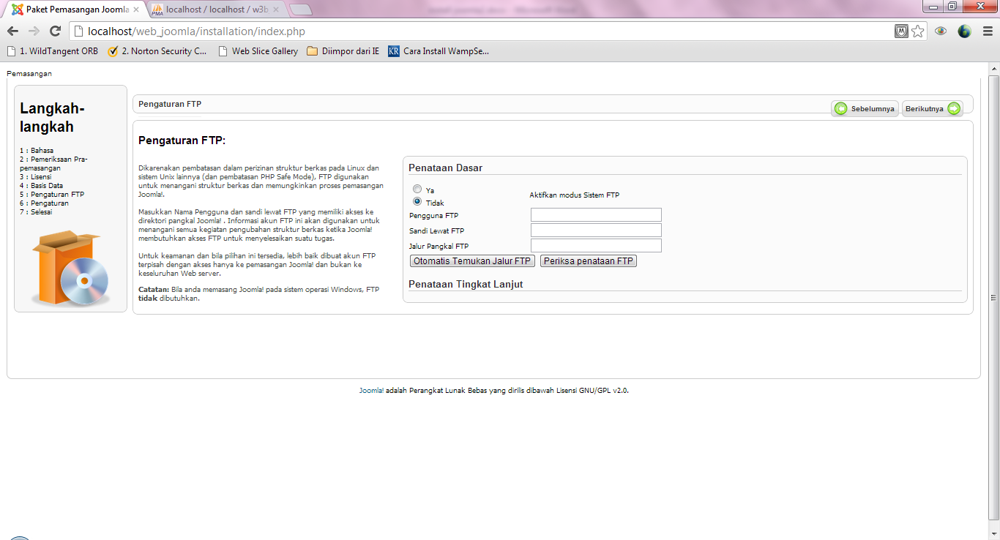 Paket Pemasangan Joomla
localhost / localhost / w3b
localhost/web_joomla/installation/index.php
1. WildTangent ORB
2. Norton Security C...
Web Slice Gallery
Diimpor dari IE
KR
Cara Install WampSe...
Pemasangan
Langkah-
langkah
1 : Bahasa
2 : Pemeriksaan Pra-
pemasangan
3 : Lisensi
4 : Basis Data
5 : Pengaturan FTP
6 : Pengaturan
7 : Selesai
Pengaturan FTP
Sebelumnya
Berikutnya
Pengaturan FTP:
Dikarenakan pembatasan dalam perizinan struktur berkas pada Linux dan
sistem Unix lainnya (dan pembatasan PHP Safe Mode), FTP digunakan
untuk menangani struktur berkas dan memungkinkan proses pemasangan
Joomla!.
Masukkan Nama Pengguna dan sandi lewat FTP yang memiliki akses ke
direktori pangkal Joomla! . Informasi akun FTP ini akan digunakan untuk
menangani semua kegiatan pengubahan struktur berkas ketika Joomla!
membutuhkan akses FTP untuk menyelesaikan suatu tugas.
Untuk keamanan dan bila pilihan ini tersedia, lebih baik dibuat akun FTP
terpisah dengan akses hanya ke pemasangan Joomla! dan bukan ke
keseluruhan Web server.
Catatan: Bila anda memasang Joomla! pada sistem operasi Windows, FTP
tidak dibutuhkan.
Penataan Dasar
Ya
Tidak
Aktifkan modus Sistem FTP
Pengguna FTP
Sandi Lewat FTP
Jalur Pangkal FTP
Otomatis Temukan Jalur FTP
Periksa penataan FTP
Penataan Tingkat Lanjut
Joomla! adalah Perangkat Lunak Bebas yang dirilis dibawah Lisensi GNU/GPL v2.0.